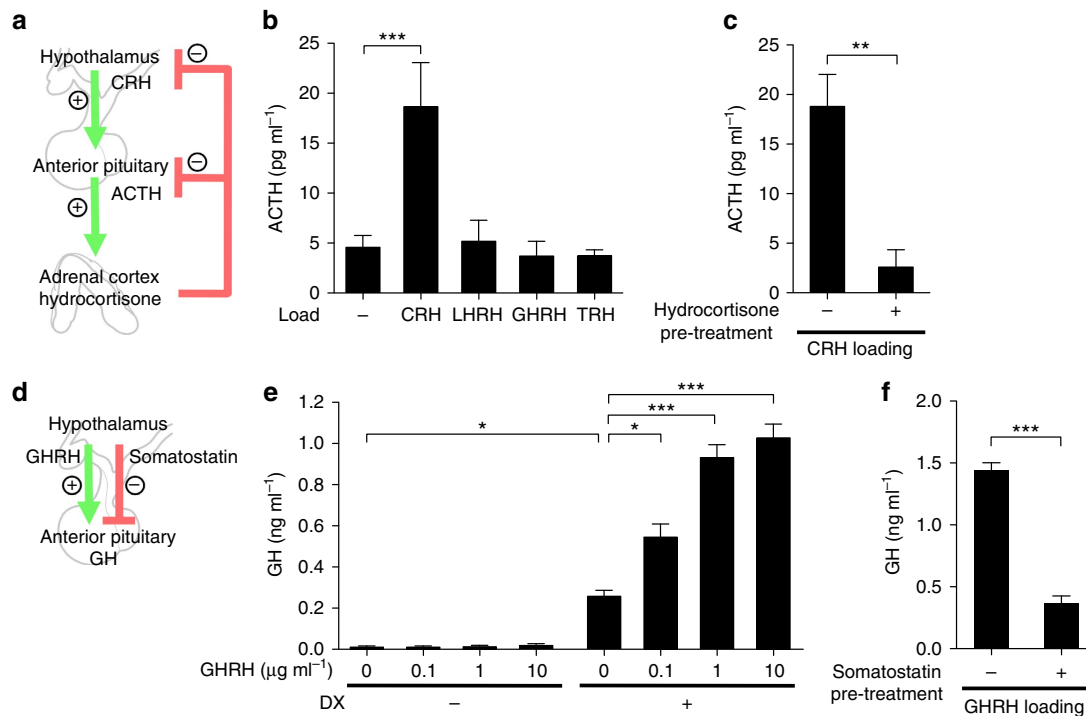 a
Hypothalamus
−
CRH
+
Anterior pituitary
−
ACTH
+
Adrenal cortex
hydrocortisone
b
***
25
20
15
10
5
0
ACTH (pg ml−1)
Load
− CRH LHRH GHRH TRH
c
**
25
20
15
10
5
0
ACTH (pg ml−1)
Hydrocortisone
pre-treatment
− +
CRH loading
d
Hypothalamus
GHRH Somatostatin
+ −
Anterior pituitary
GH
e
***
***
* *
1.2
1.0
0.8
0.6
0.4
0.2
0.0
GH (ng ml−1)
GHRH (μg ml−1) 0 0.1 1 10 0 0.1 1 10
DX − +
f
***
2.0
1.5
1.0
0.5
0.0
GH (ng ml−1)
Somatostatin
pre-treatment
− +
GHRH loading